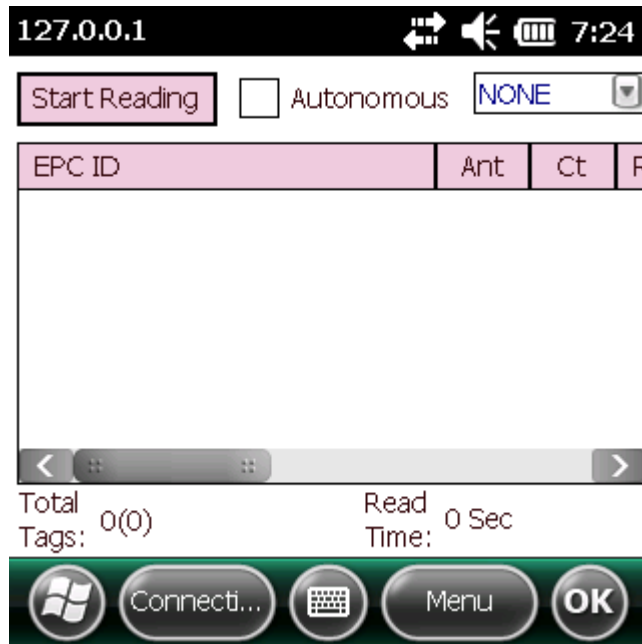 127.0.0.1 7:24
Start Reading Autonomous NONE
EPC ID Ant Ct
Total Tags: 0(0) Read Time: 0 Sec
Connecti... Menu OK